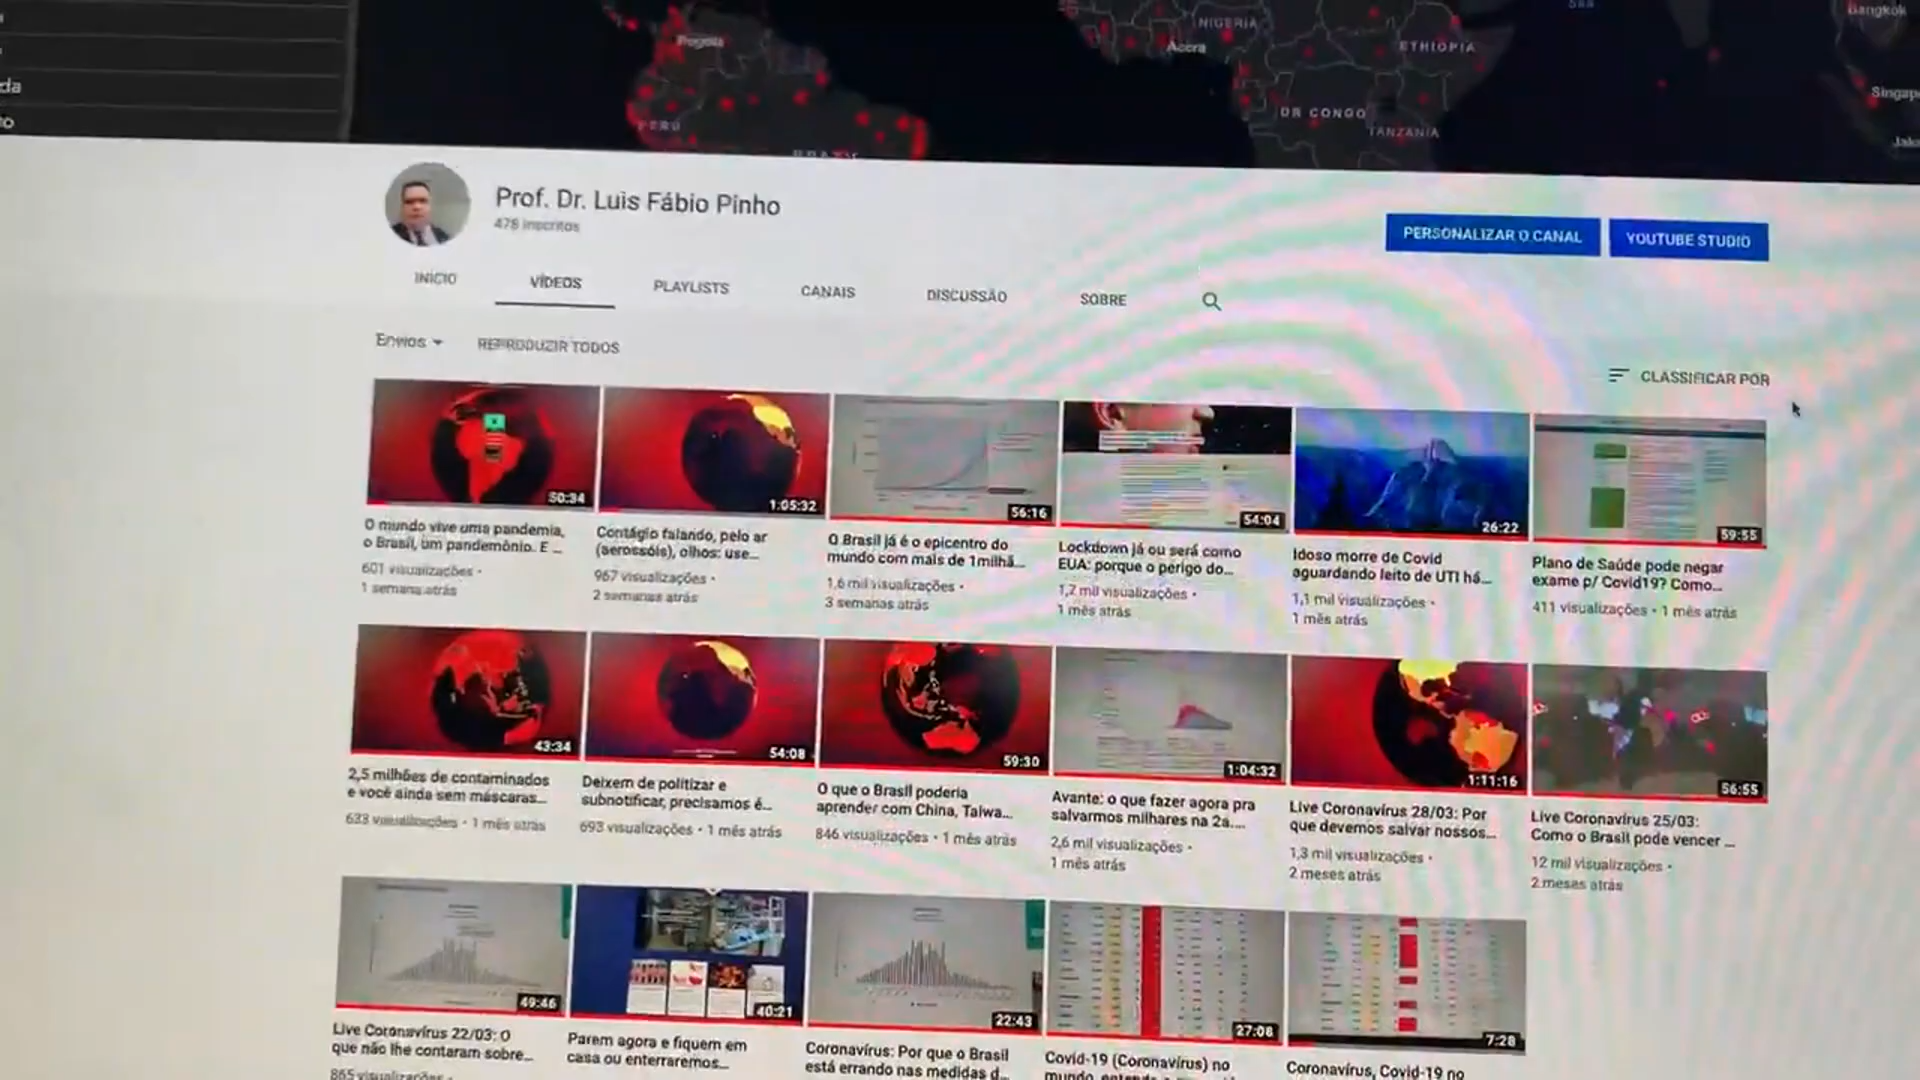 NIGERIA
Bangkok
Bogota
Accra
ETHIOPIA
da
Singap
DR CONGO
PERU
TANZANIA
BRAZIL
Prof. Dr. Luis Fábio Pinho
478 inscritos
PERSONALIZAR O CANAL
YOUTUBE STUDIO
INÍCIO
VÍDEOS
PLAYLISTS
CANAIS
DISCUSSÃO
SOBRE
Envios
REPRODUZIR TODOS
CLASSIFICAR POR
50:34
1:05:32
56:16
54:04
26:22
59:55
O mundo vive uma pandemia,
o Brasil, um pandemônio. E ...
601 visualizações •
1 semana atrás
Contágio falando, pelo ar
(aerossóis), olhos: use...
967 visualizações •
2 semanas atrás
O Brasil já é o epicentro do
mundo com mais de 1milhã...
1,6 mil visualizações •
3 semanas atrás
Lockdown já ou será como
EUA: porque o perigo do...
1,2 mil visualizações •
1 mês atrás
Idoso morre de Covid
aguardando leito de UTI há...
1,1 mil visualizações •
1 mês atrás
Plano de Saúde pode negar
exame p/ Covid19? Como...
411 visualizações • 1 mês atrás
43:34
54:08
59:30
1:04:32
1:11:16
56:55
2,5 milhões de contaminados
e você ainda sem máscaras...
633 visualizações • 1 mês atrás
Deixem de politizar e
subnotificar, precisamos é...
693 visualizações • 1 mês atrás
O que o Brasil poderia
aprender com China, Taiwa...
846 visualizações • 1 mês atrás
Avante: o que fazer agora pra
salvarmos milhares na 2a....
2,6 mil visualizações •
1 mês atrás
Live Coronavírus 28/03: Por
que devemos salvar nossos...
1,3 mil visualizações •
2 meses atrás
Live Coronavírus 25/03:
Como o Brasil pode vencer ...
12 mil visualizações •
2 meses atrás
49:46
40:21
22:43
27:08
7:28
Live Coronavírus 22/03: O
que não lhe contaram sobre...
865 visualizações •
Parem agora e fiquem em
casa ou enterraremos...
Coronavírus: Por que o Brasil
está errando nas medidas d...
Covid-19 (Coronavírus) no
Coronavírus, Covid-19 no